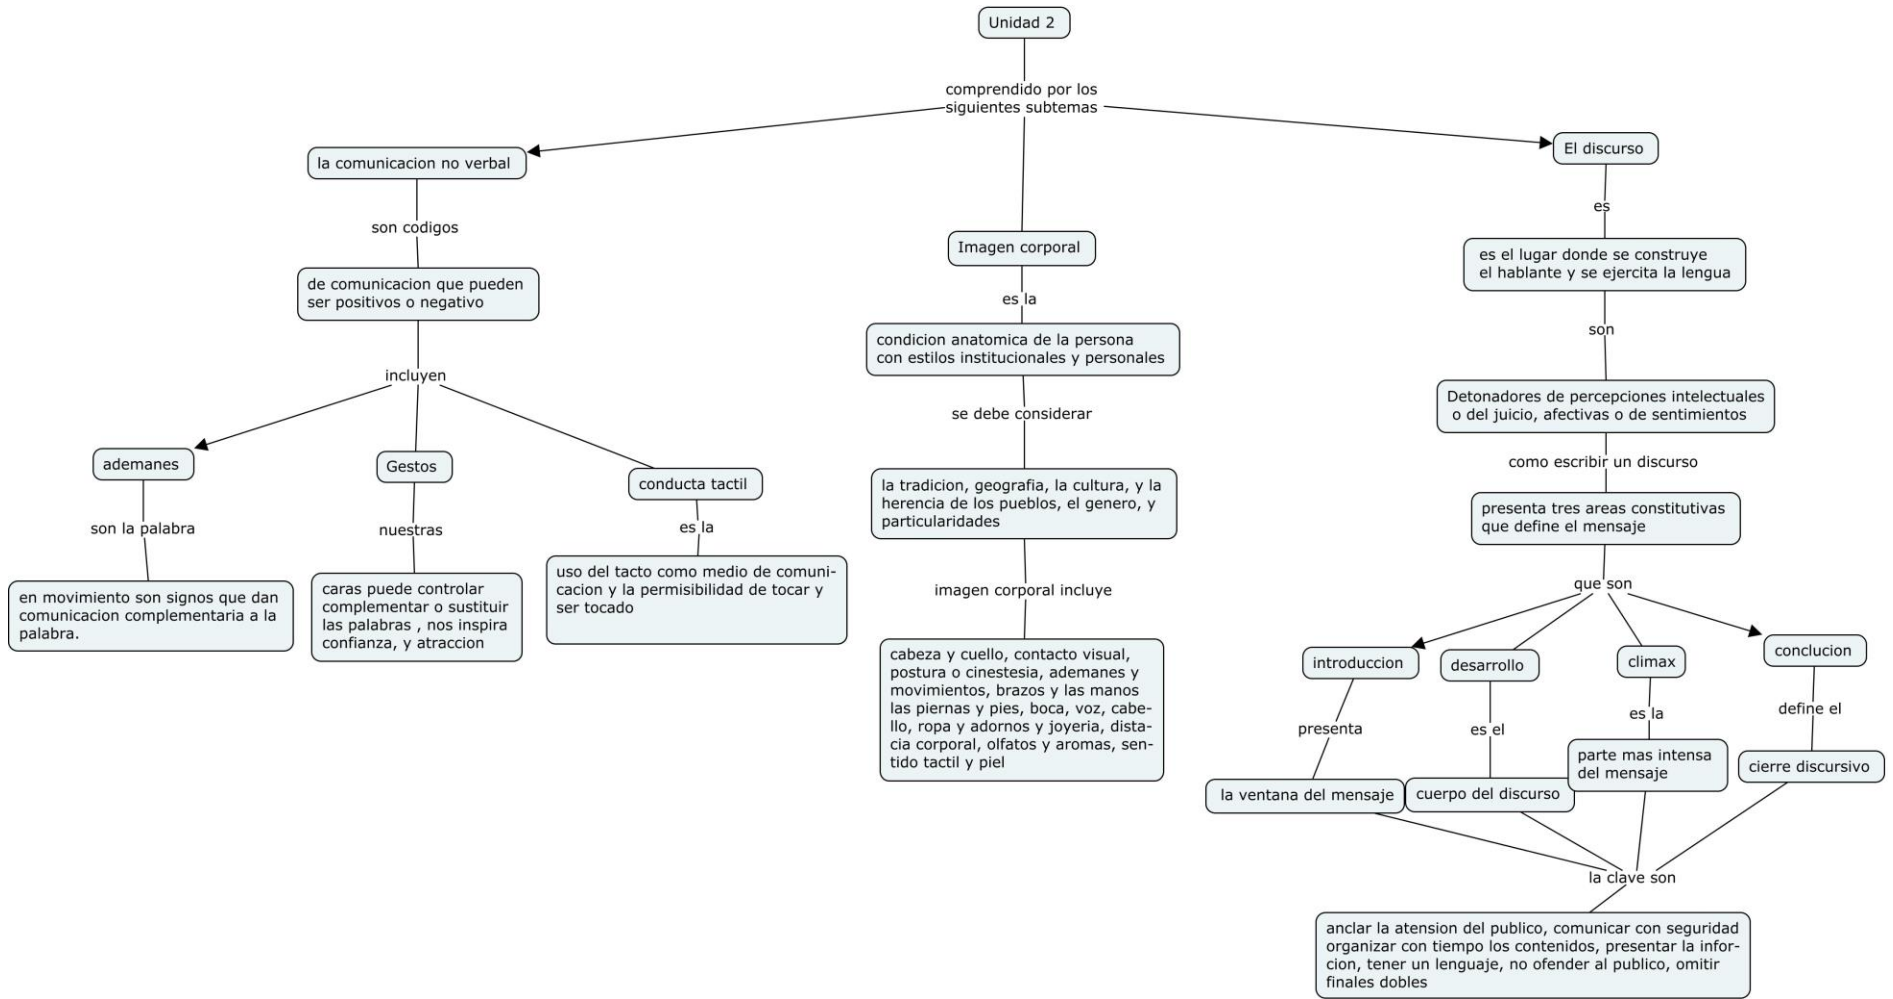 Unidad 2
comprendido por los
siguientes subtemas
la comunicacion no verbal
son codigos
de comunicacion que pueden
ser positivos o negativo
incluyen
ademanes
son la palabra
en movimiento son signos que dan
comunicacion complementaria a la
palabra.
Gestos
nuestras
caras puede controlar
complementar o sustituir
las palabras , nos inspira
confianza, y atraccion
conducta tactil
es la
uso del tacto como medio de comuni-
cacion y la permisibilidad de tocar y
ser tocado
Imagen corporal
es la
condicion anatomica de la persona
con estilos institucionales y personales
se debe considerar
la tradicion, geografia, la cultura, y la
herencia de los pueblos, el genero, y
particularidades
imagen corporal incluye
cabeza y cuello, contacto visual,
postura o cinestesia, ademanes y
movimientos, brazos y las manos
las piernas y pies, boca, voz, cabe-
llo, ropa y adornos y joyeria, dista-
cia corporal, olfatos y aromas, sen-
tido tactil y piel
El discurso
es
es el lugar donde se construye
el hablante y se ejercita la lengua
son
Detonadores de percepciones intelectuales
o del juicio, afectivas o de sentimientos
como escribir un discurso
presenta tres areas constitutivas
que define el mensaje
que son
introduccion
presenta
la ventana del mensaje
desarrollo
es el
cuerpo del discurso
climax
es la
parte mas intensa
del mensaje
conclucion
define el
cierre discursivo
la clave son
anclar la atension del publico, comunicar con seguridad
organizar con tiempo los contenidos, presentar la infor-
cion, tener un lenguaje, no ofender al publico, omitir
finales dobles